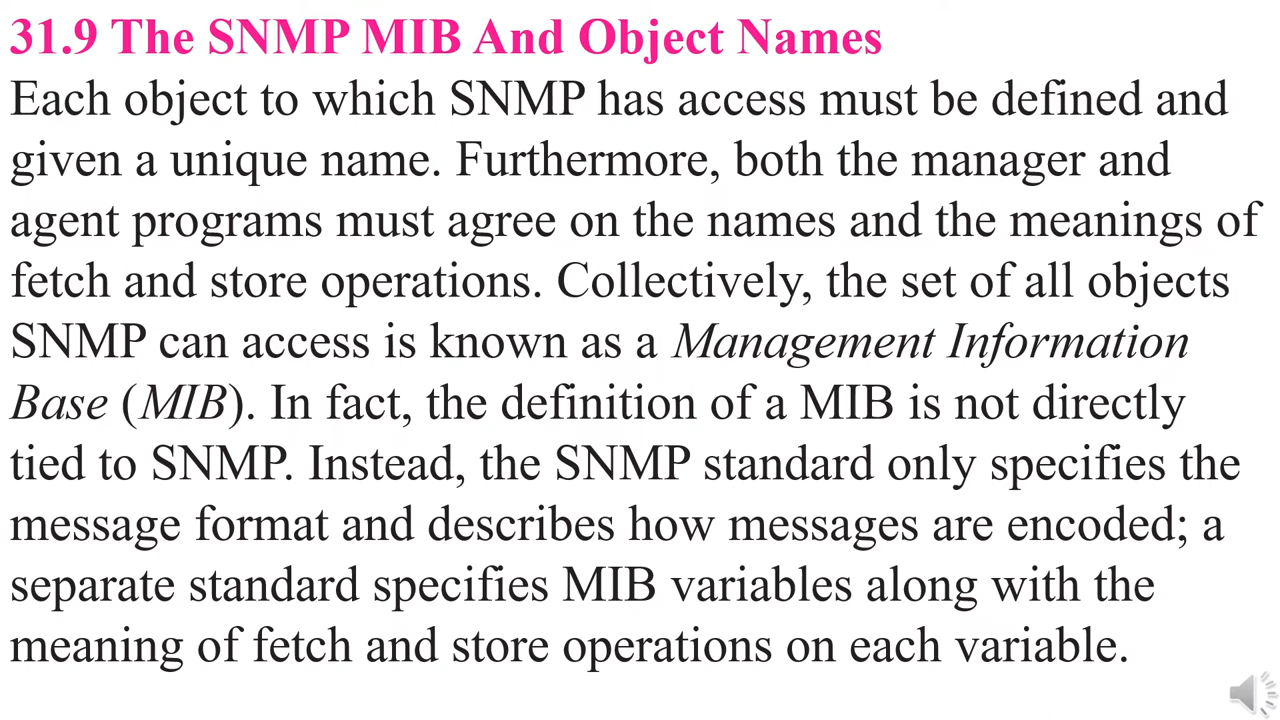 31.9 The SNMP MIB And Object Names
Each object to which SNMP has access must be defined and
given a unique name. Furthermore, both the manager and
agent programs must agree on the names and the meanings of
fetch and store operations. Collectively, the set of all objects
SNMP can access is known as a Management Information
Base (MIB). In fact, the definition of a MIB is not directly
tied to SNMP. Instead, the SNMP standard only specifies the
message format and describes how messages are encoded; a
separate standard specifies MIB variables along with the
meaning of fetch and store operations on each variable.